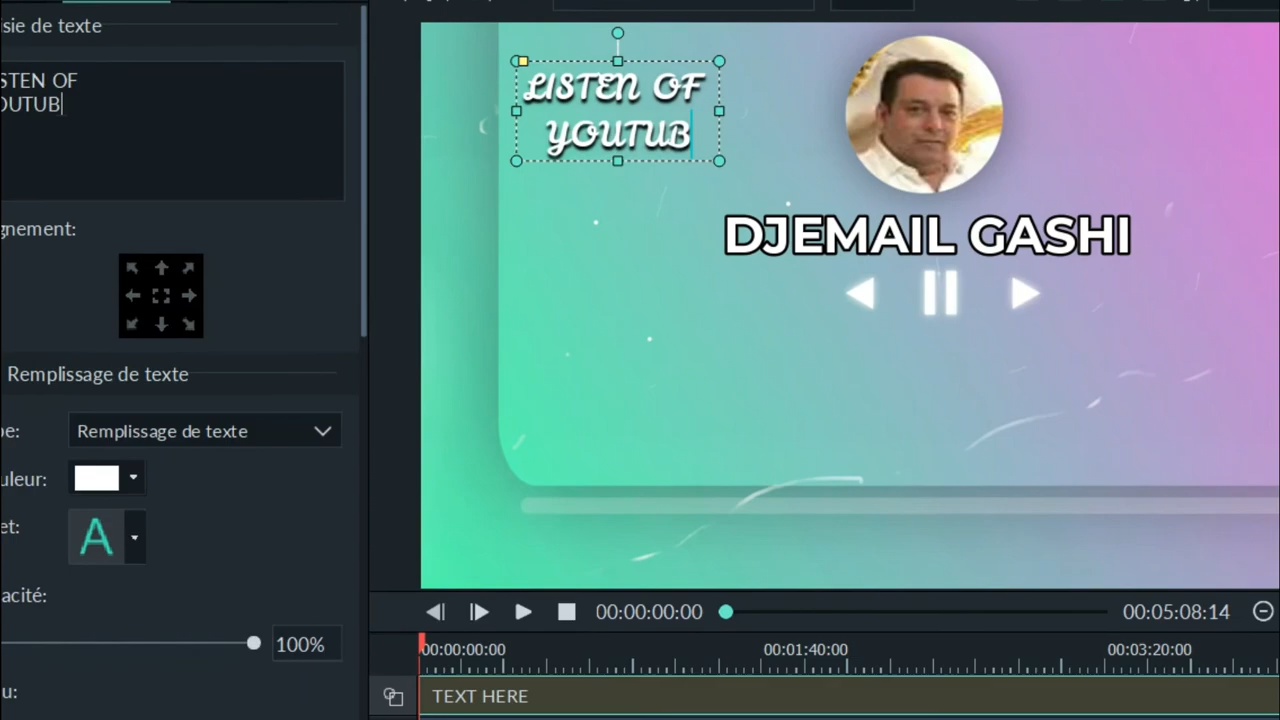 sie de texte
STEN OF
OUTUB
gnement:
Remplissage de texte
pe:
Remplissage de texte
uleur:
et:
A
acité:
100%
u:
LISTEN OF
YOUTUB
DJEMAIL GASHI
00:00:00:00
00:05:08:14
00:00:00:00
00:01:40:00
00:03:20:00
TEXT HERE